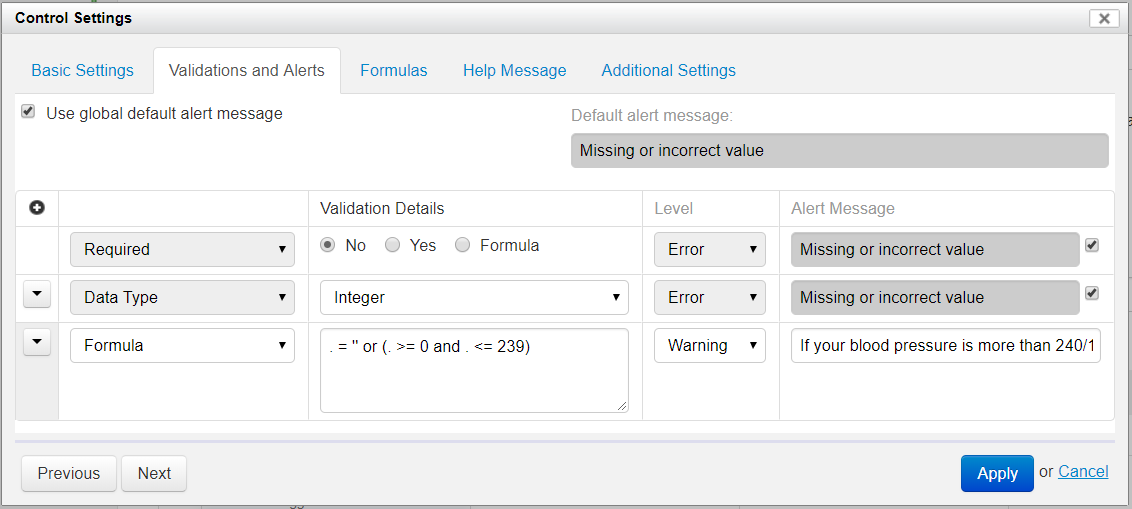 Control Settings
Basic Settings Validations and Alerts Formulas Help Message Additional Settings
Use global default alert message
Default alert message:
Missing or incorrect value
Validation Details Level Alert Message
Required No Yes Formula Error Missing or incorrect value
Data Type Integer Error Missing or incorrect value
Formula . = '' or (. >= 0 and . <= 239) Warning If your blood pressure is more than 240/1
Previous Next Apply or Cancel